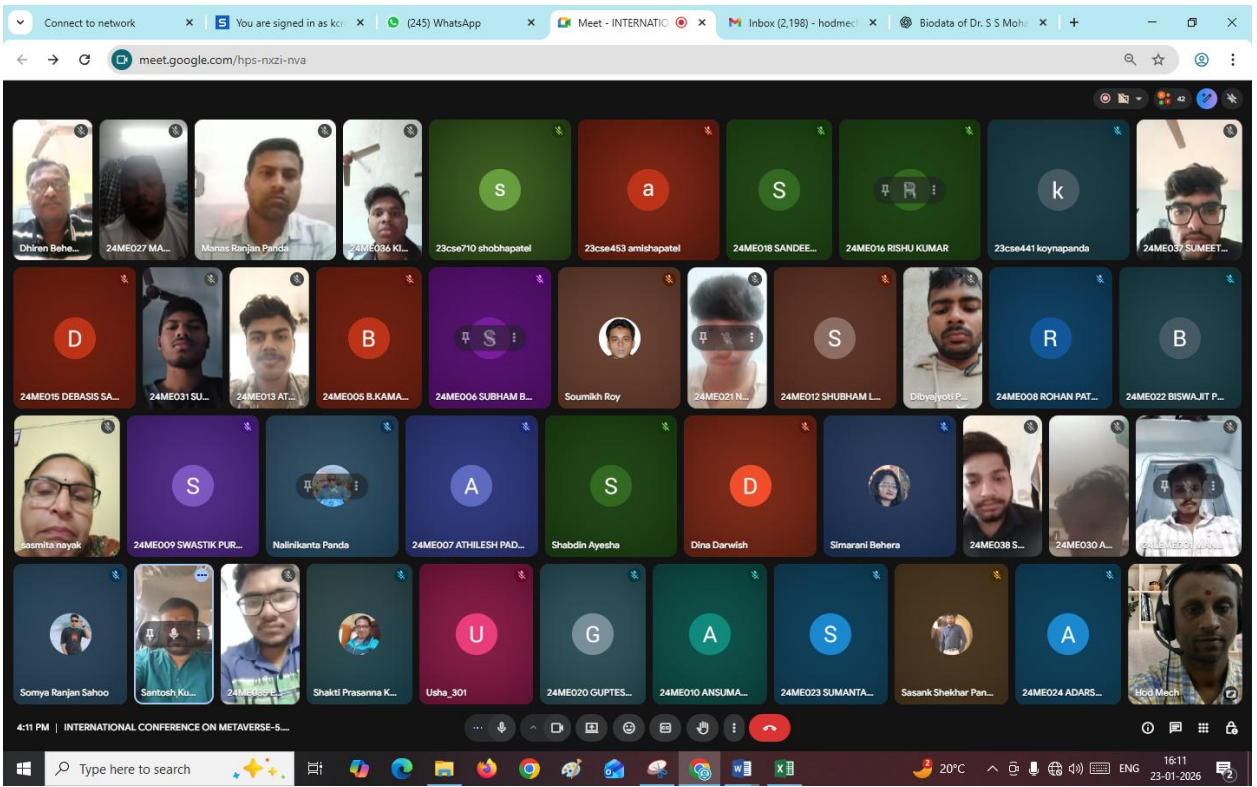 Connect to network
You are signed in as kcr
(245) WhatsApp
Meet - INTERNATIO
Inbox (2,198) - hodmech
Biodata of Dr. S S Moha
meet.google.com/hps-nxzi-nva
42
Dhiren Behe...
24ME027 MA...
Manas Ranjan Panda
24ME036 KI...
s
23cse710 shobhapatel
a
23cse453 amishapatel
S
24ME018 SANDEE...
R
24ME016 RISHU KUMAR
k
23cse441 koynapanda
24ME037 SUMEET...
D
24ME015 DEBASIS SA...
24ME031 SU...
24ME013 AT...
B
24ME005 B.KAMA...
S
24ME006 SUBHAM B...
Soumikh Roy
24ME021 N...
S
24ME012 SHUBHAM L...
Dibyajyoti P...
R
24ME008 ROHAN PAT...
B
24ME022 BISWAJIT P...
sasmita nayak
S
24ME009 SWASTIK PUR...
Nalinikanta Panda
A
24ME007 ATHILESH PAD...
S
Shabdin Ayesha
D
Dina Darwish
Simarani Behera
24ME038 S...
24ME030 A...
Somya Ranjan Sahoo
Santosh Ku...
24ME035
Shakti Prasanna K...
U
Usha_301
G
24ME020 GUPTES...
A
24ME010 ANSUMA...
S
24ME023 SUMANTA...
Sasank Shekhar Pan...
A
24ME024 ADARS...
Hod Mech
4:11 PM | INTERNATIONAL CONFERENCE ON METAVERSE-5....
Type here to search
20°C
ENG
16:11
23-01-2026
2